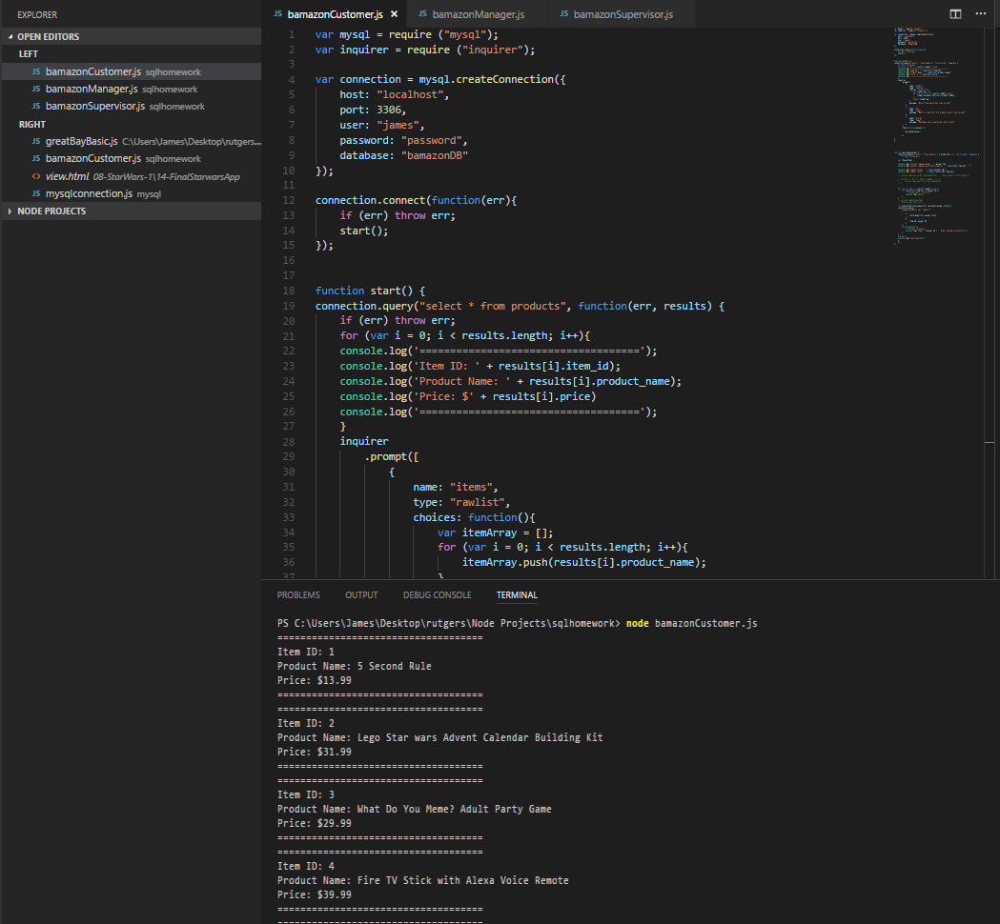 EXPLORER
OPEN EDITORS
LEFT
JS bamazonCustomer.js sqlhomework
JS bamazonManager.js sqlhomework
JS bamazonSupervisor.js sqlhomework
RIGHT
JS greatBayBasic.js C:\Users\James\Desktop\rutgers...
JS bamazonCustomer.js sqlhomework
<> view.html 08-StarWars-1\14-FinalStarwarsApp
JS mysqlconnection.js mysql
NODE PROJECTS
JS bamazonCustomer.js × JS bamazonManager.js JS bamazonSupervisor.js
1 var mysql = require ("mysql");
2 var inquirer = require ("inquirer");
3
4 var connection = mysql.createConnection({
5     host: "localhost",
6     port: 3306,
7     user: "james",
8     password: "password",
9     database: "bamazonDB"
10 });
11
12 connection.connect(function(err){
13     if (err) throw err;
14     start();
15 });
16
17
18 function start() {
19 connection.query("select * from products", function(err, results) {
20     if (err) throw err;
21     for (var i = 0; i < results.length; i++){
22     console.log('====================================');
23     console.log('Item ID: ' + results[i].item_id);
24     console.log('Product Name: ' + results[i].product_name);
25     console.log('Price: $' + results[i].price)
26     console.log('====================================');
27     }
28     inquirer
29         .prompt([
30             {
31                 name: "items",
32                 type: "rawlist",
33                 choices: function(){
34                     var itemArray = [];
35                     for (var i = 0; i < results.length; i++){
36                         itemArray.push(results[i].product_name);
37                     }
PROBLEMS OUTPUT DEBUG CONSOLE TERMINAL
PS C:\Users\James\Desktop\rutgers\Node Projects\sqlhomework> node bamazonCustomer.js
====================================
Item ID: 1
Product Name: 5 Second Rule
Price: $13.99
====================================
====================================
Item ID: 2
Product Name: Lego Star wars Advent Calendar Building Kit
Price: $31.99
====================================
====================================
Item ID: 3
Product Name: What Do You Meme? Adult Party Game
Price: $29.99
====================================
====================================
Item ID: 4
Product Name: Fire TV Stick with Alexa Voice Remote
Price: $39.99
====================================
====================================